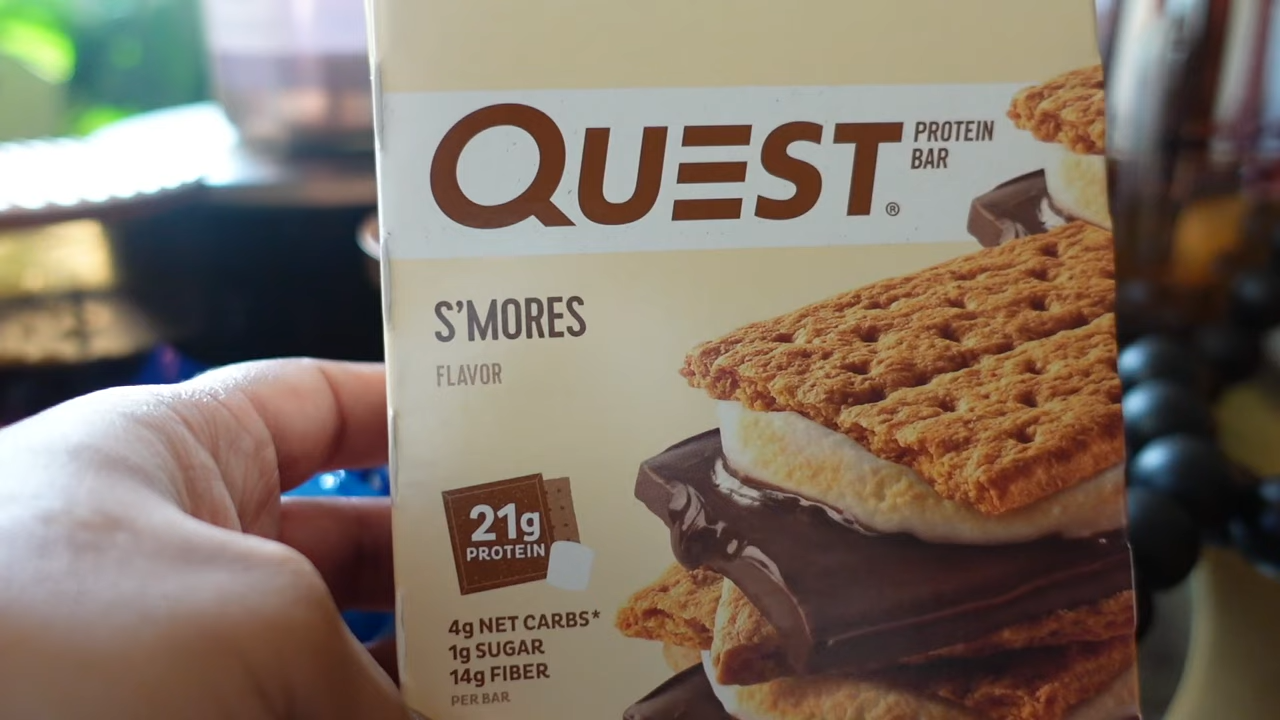 QUEST® PROTEIN BAR
S'MORES
FLAVOR
21g
PROTEIN
4g NET CARBS*
1g SUGAR
14g FIBER
PER BAR